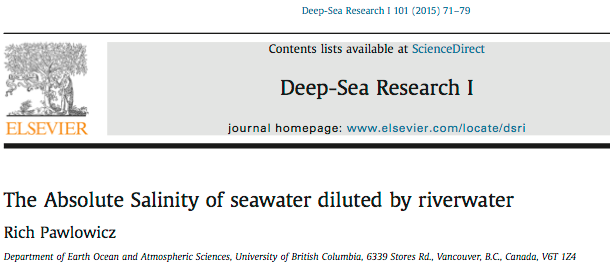 Deep-Sea Research I 101 (2015) 71–79
Contents lists available at ScienceDirect
Deep-Sea Research I
journal homepage: www.elsevier.com/locate/dsri
ELSEVIER
The Absolute Salinity of seawater diluted by riverwater
Rich Pawlowicz
Department of Earth Ocean and Atmospheric Sciences, University of British Columbia, 6339 Stores Rd., Vancouver, B.C., Canada, V6T 1Z4